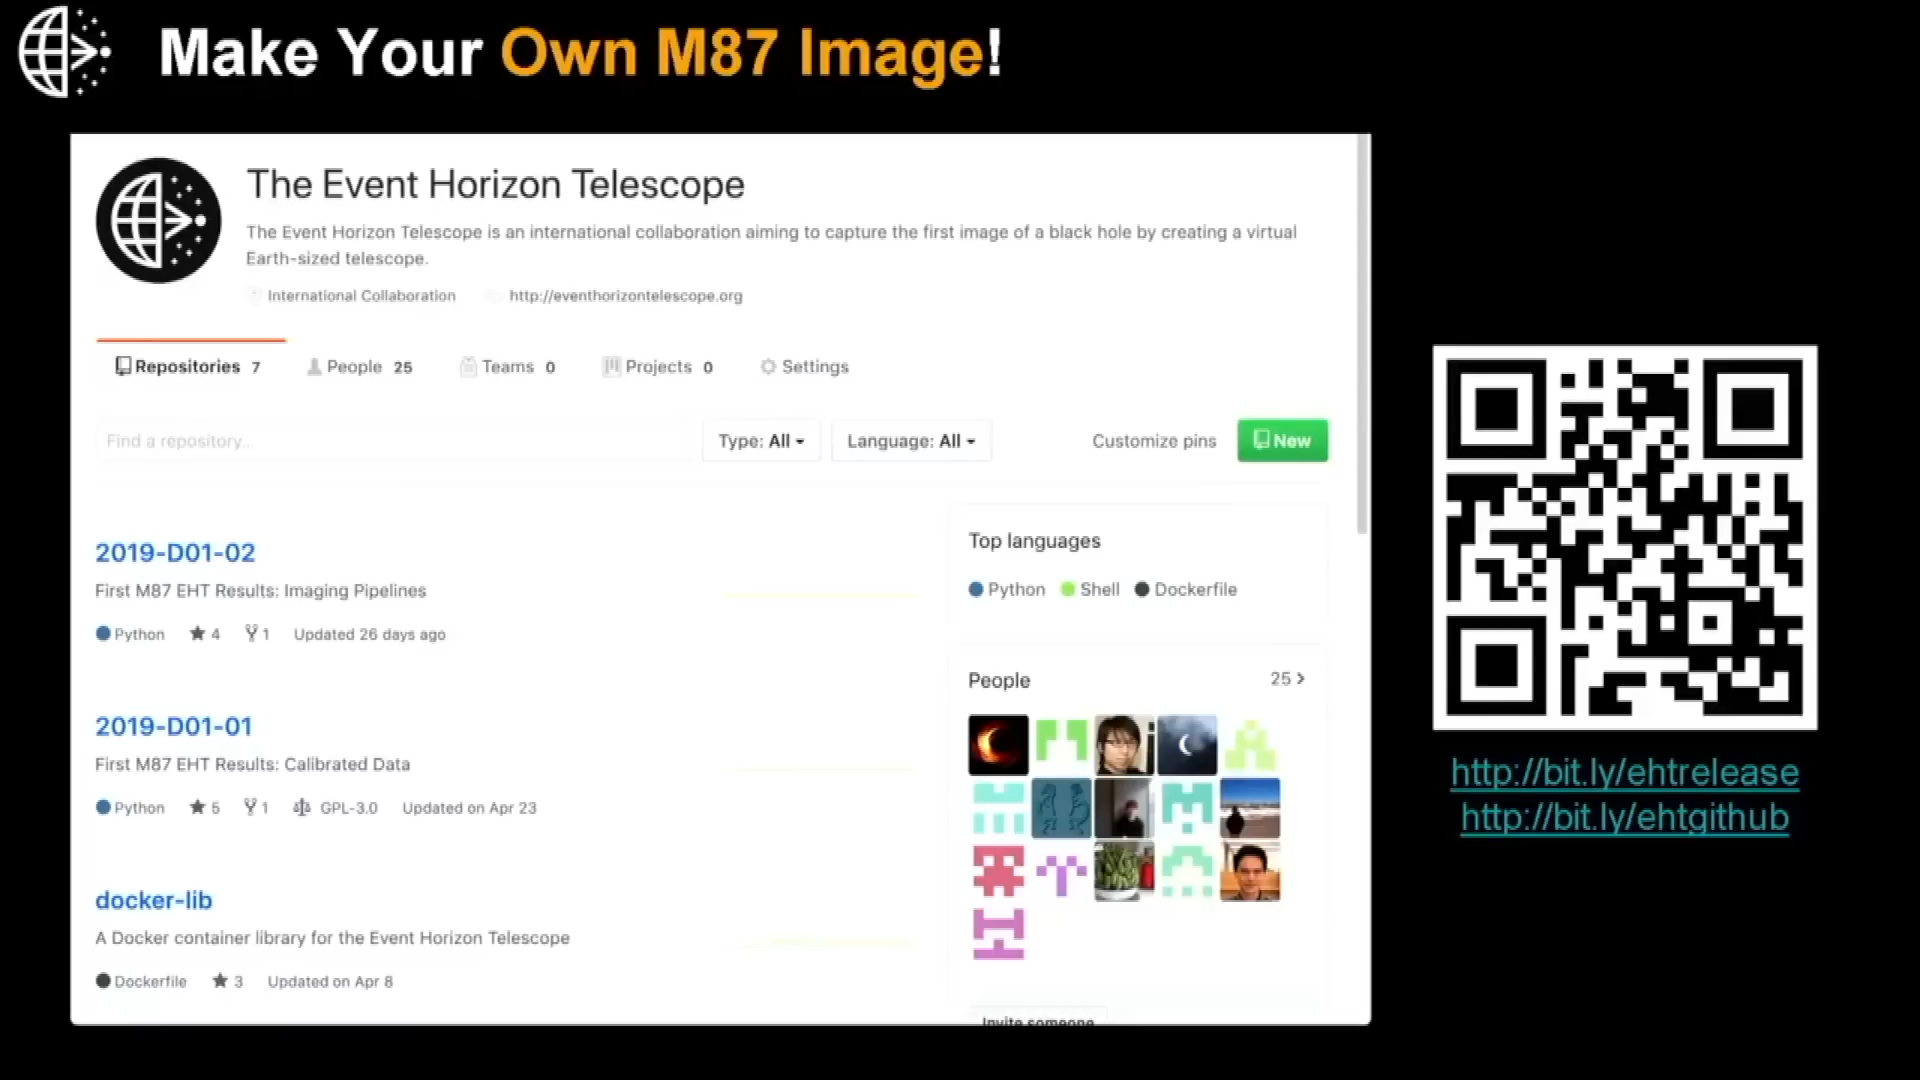 Make Your Own M87 Image!
The Event Horizon Telescope
The Event Horizon Telescope is an international collaboration aiming to capture the first image of a black hole by creating a virtual
Earth-sized telescope.
International Collaboration http://eventhorizontelescope.org
Repositories 7 People 25 Teams 0 Projects 0 Settings
Find a repository... Type: All Language: All Customize pins New
2019-D01-02
First M87 EHT Results: Imaging Pipelines
Python 4 1 Updated 26 days ago
2019-D01-01
First M87 EHT Results: Calibrated Data
Python 5 1 GPL-3.0 Updated on Apr 23
docker-lib
A Docker container library for the Event Horizon Telescope
Dockerfile 3 Updated on Apr 8
Top languages
Python Shell Dockerfile
People 25
Invite someone
http://bit.ly/ehtrelease
http://bit.ly/ehtgithub